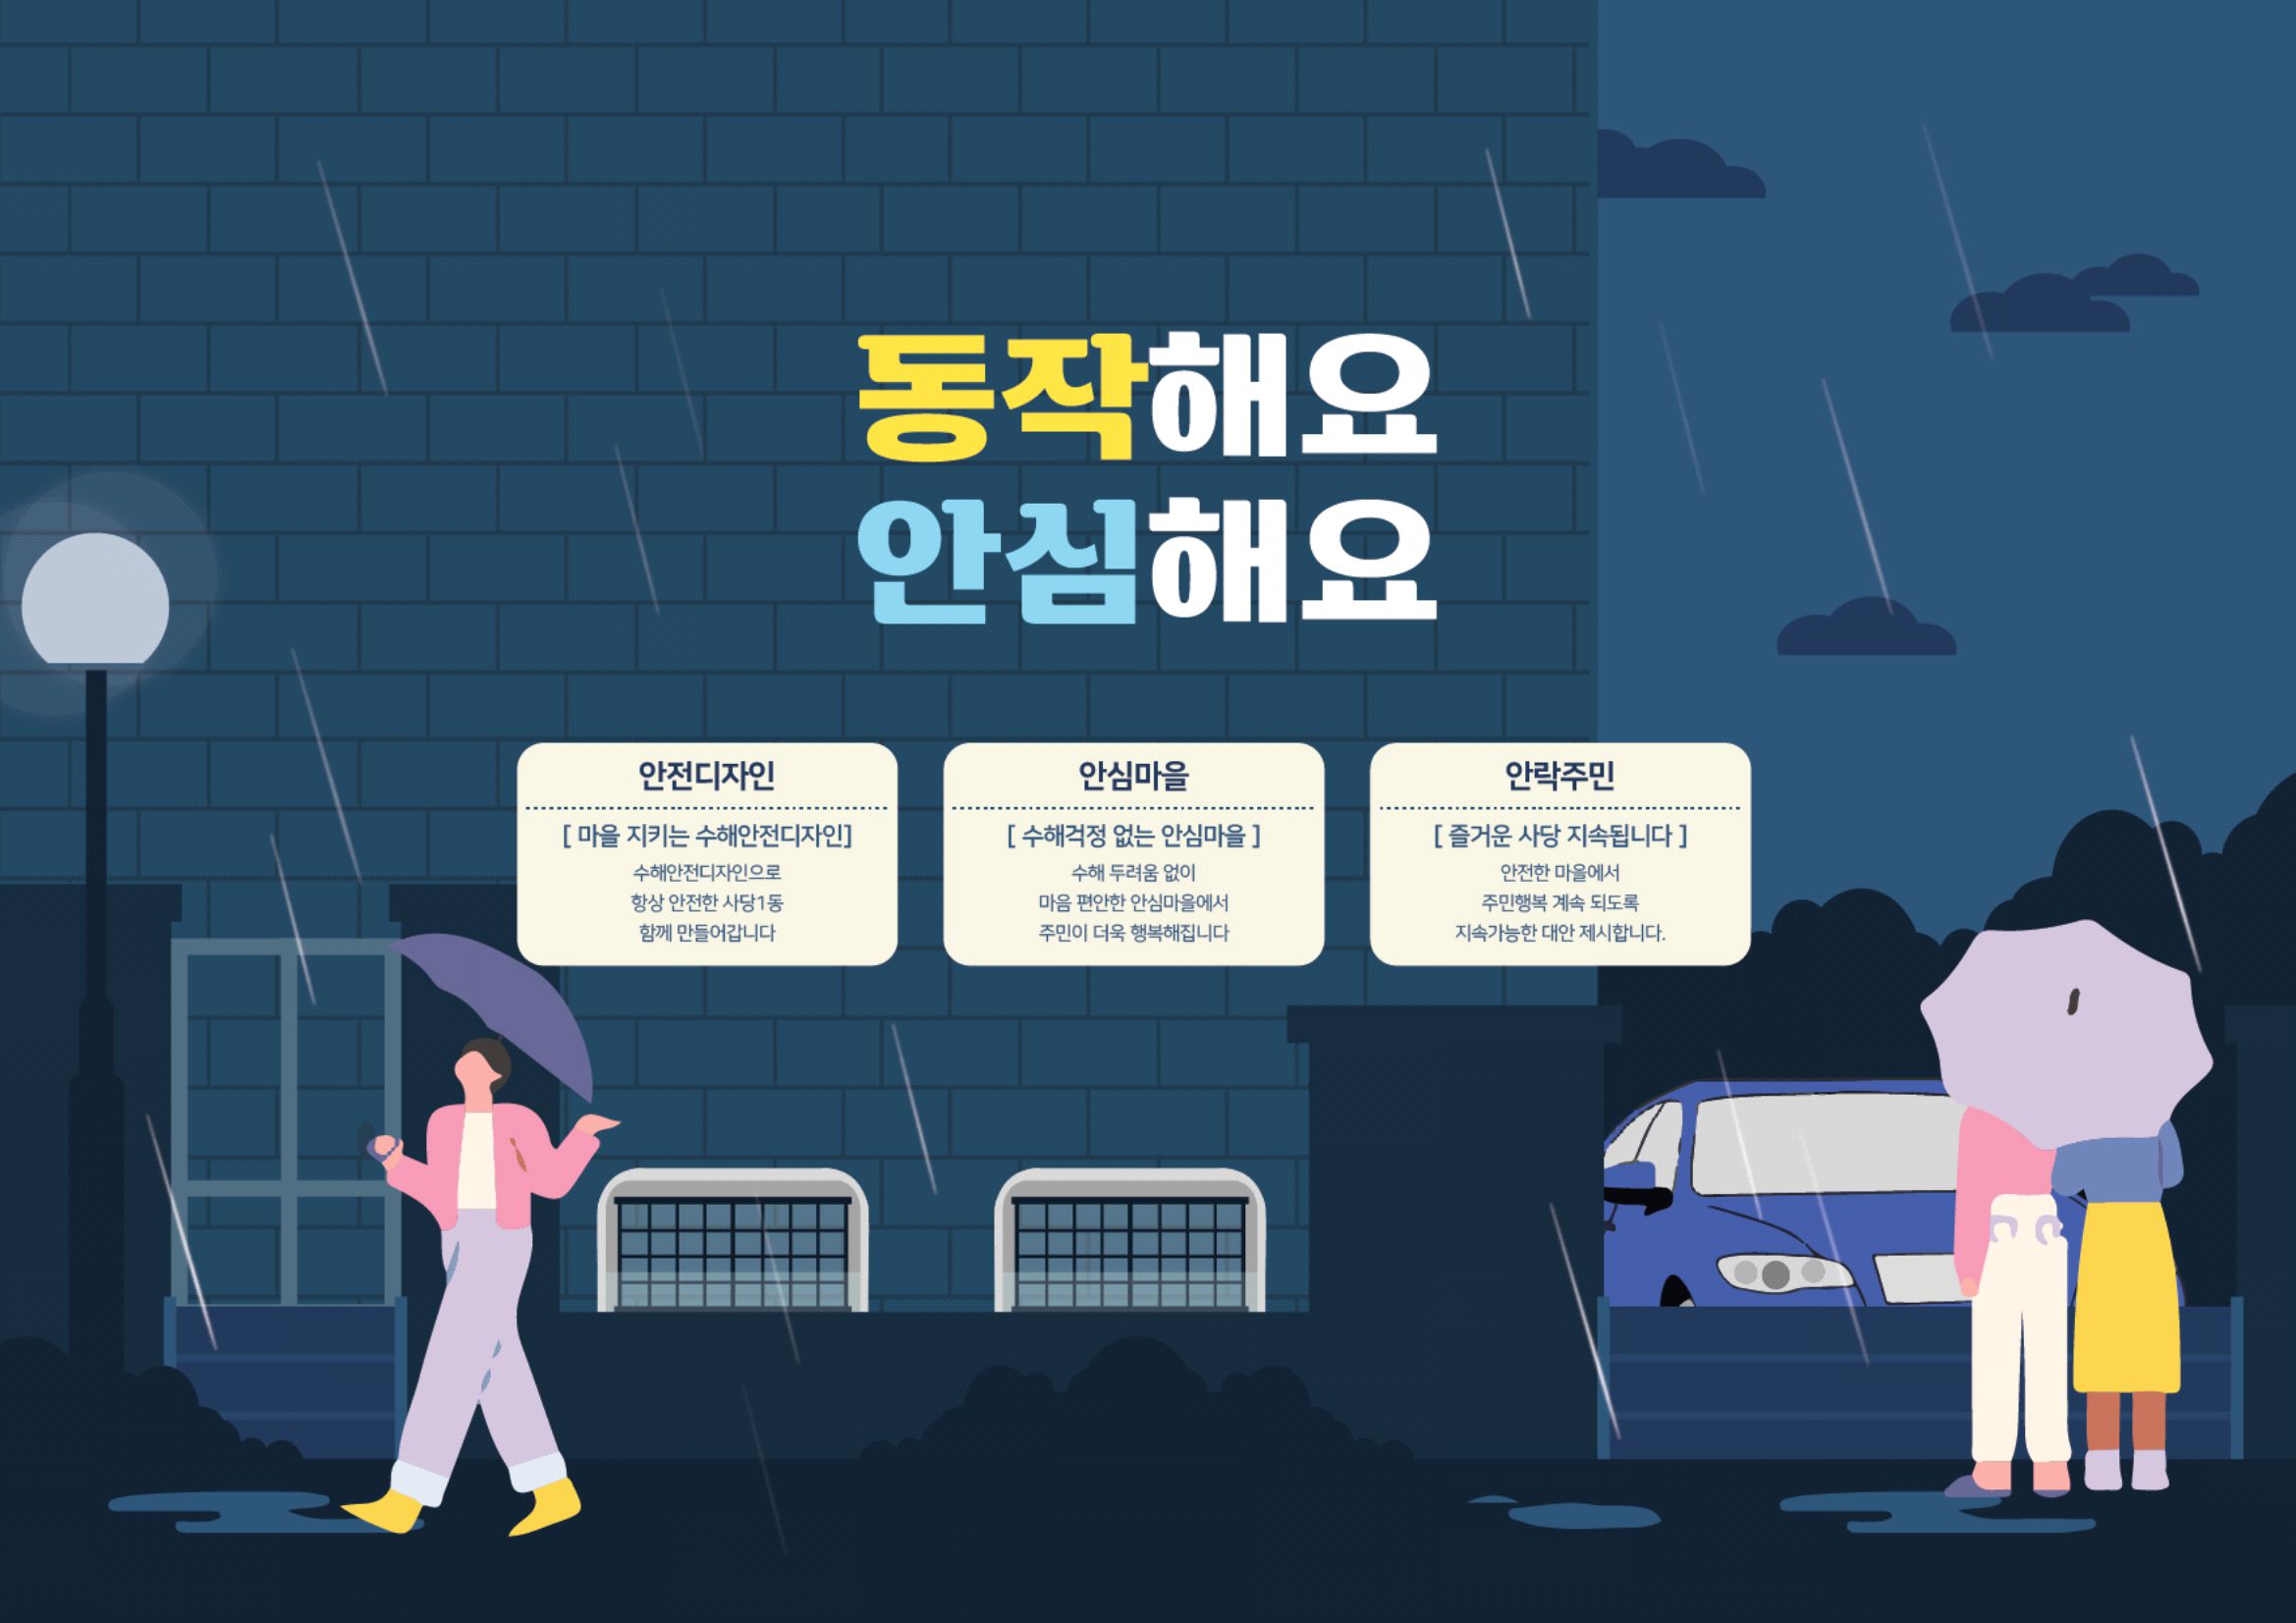 동작해요
안심해요
안전디자인
[ 마을 지키는 수해안전디자인]
수해안전디자인으로
항상 안전한 사당1동
함께 만들어갑니다
안심마을
[ 수해걱정 없는 안심마을 ]
수해 두려움 없이
마음 편안한 안심마을에서
주민이 더욱 행복해집니다
안락주민
[ 즐거운 사당 지속됩니다 ]
안전한 마을에서
주민행복 계속 되도록
지속가능한 대안 제시합니다.